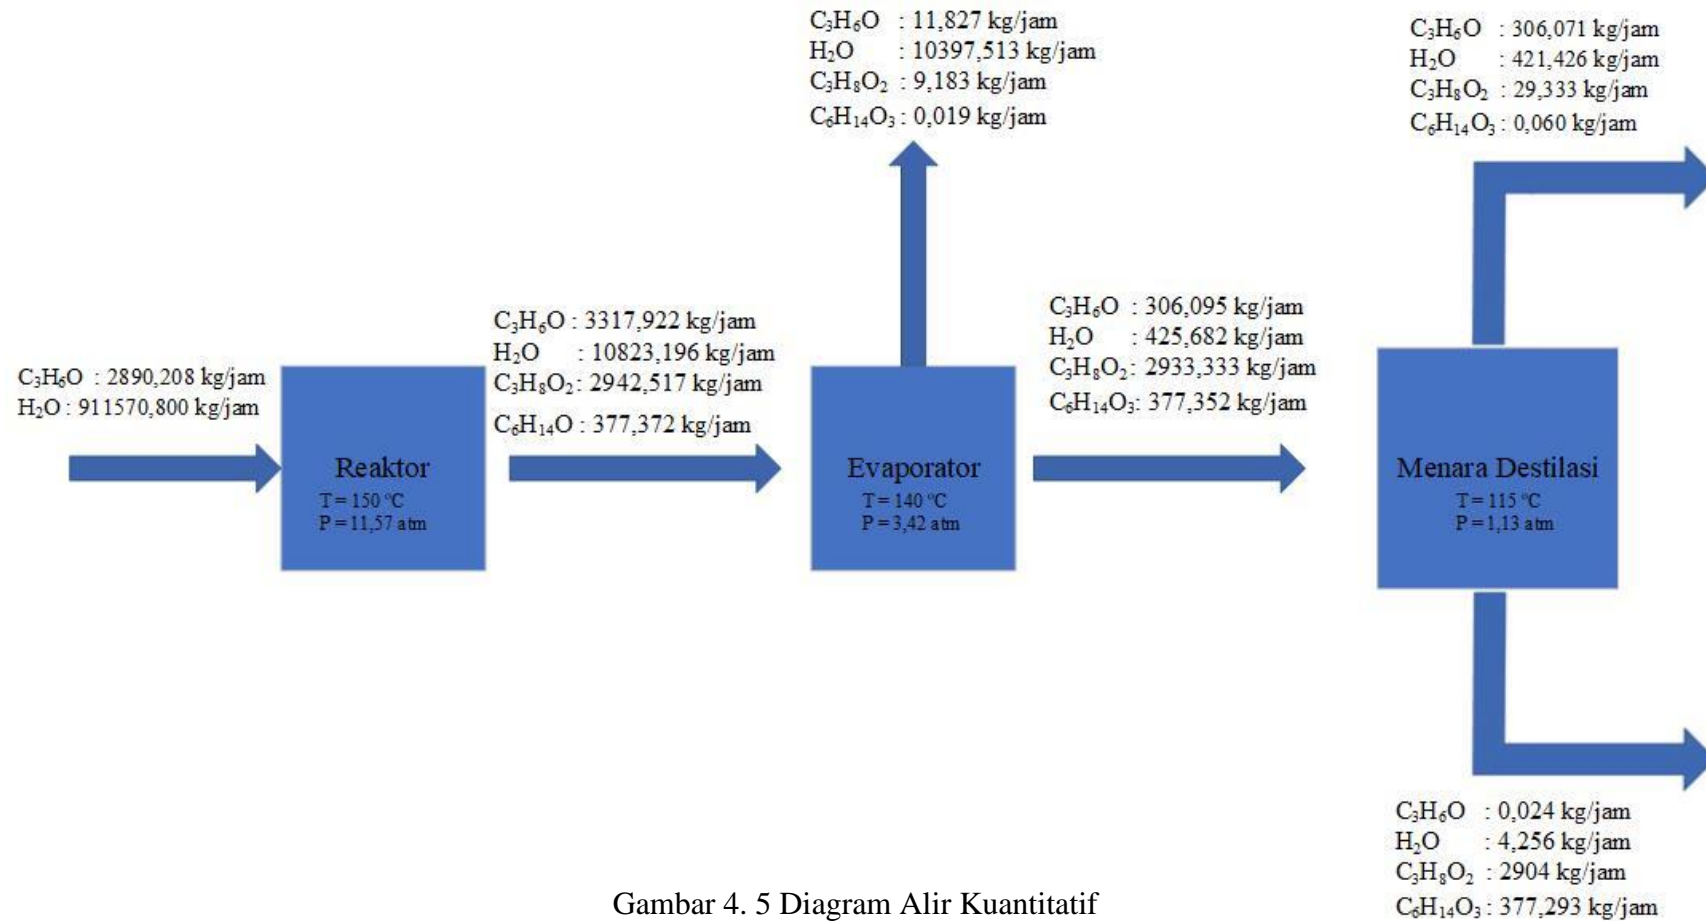 C₃H₆O : 2890,208 kg/jam
H₂O : 911570,800 kg/jam
Reaktor
T = 150 °C
P = 11,57 atm
C₃H₆O : 3317,922 kg/jam
H₂O : 10823,196 kg/jam
C₃H₈O₂ : 2942,517 kg/jam
C₆H₁₄O : 377,372 kg/jam
C₃H₆O : 11,827 kg/jam
H₂O : 10397,513 kg/jam
C₃H₈O₂ : 9,183 kg/jam
C₆H₁₄O₃ : 0,019 kg/jam
Evaporator
T = 140 °C
P = 3,42 atm
C₃H₆O : 306,095 kg/jam
H₂O : 425,682 kg/jam
C₃H₈O₂ : 2933,333 kg/jam
C₆H₁₄O₃: 377,352 kg/jam
C₃H₆O : 306,071 kg/jam
H₂O : 421,426 kg/jam
C₃H₈O₂ : 29,333 kg/jam
C₆H₁₄O₃ : 0,060 kg/jam
Menara Destilasi
T = 115 °C
P = 1,13 atm
C₃H₆O : 0,024 kg/jam
H₂O : 4,256 kg/jam
C₃H₈O₂ : 2904 kg/jam
C₆H₁₄O₃ : 377,293 kg/jam
Gambar 4. 5 Diagram Alir Kuantitatif